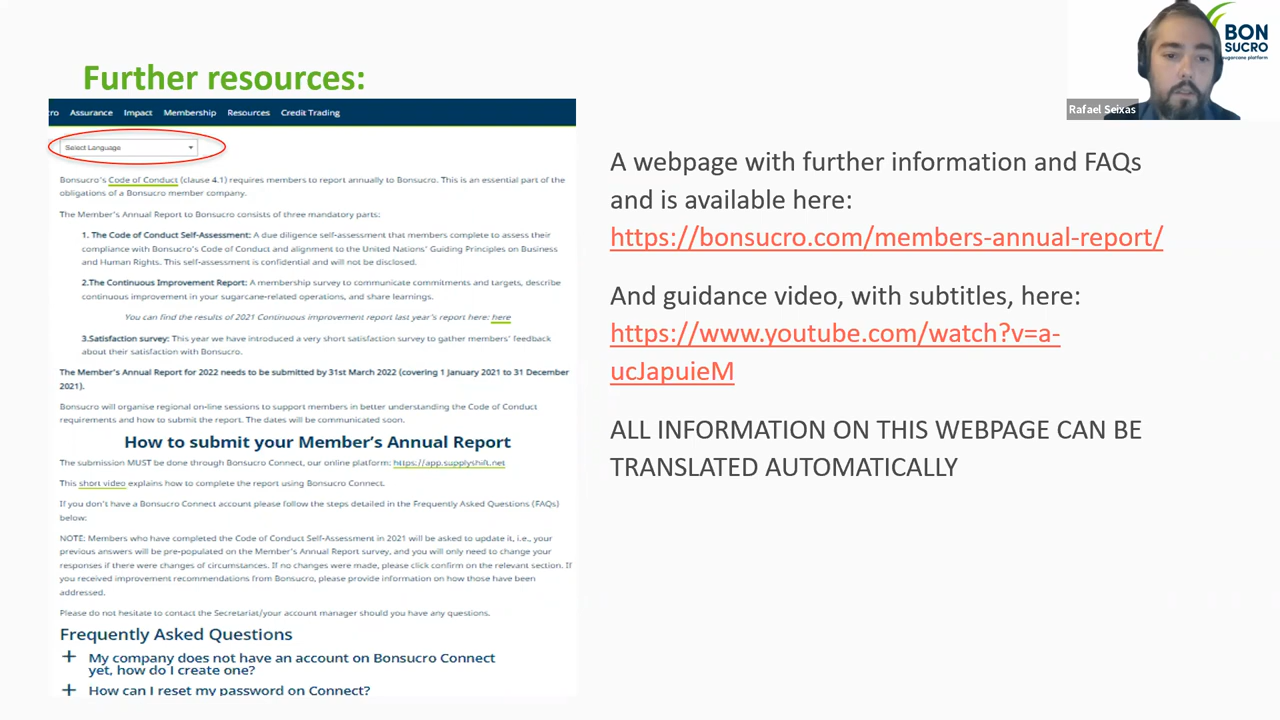 Further resources:
BON
SUCRO
sugarcane platform
Rafael Seixas
Assurance Impact Membership Resources Credit Trading
Select Language
Bonsucro's Code of Conduct (clause 4.1) requires members to report annually to Bonsucro. This is an essential part of the
obligations of a Bonsucro member company.
The Member's Annual Report to Bonsucro consists of three mandatory parts:
1. The Code of Conduct Self-Assessment: A due diligence self-assessment that members complete to assess their
compliance with Bonsucro's Code of Conduct and alignment to the United Nations' Guiding Principles on Business
and Human Rights. This self-assessment is confidential and will not be disclosed.
2.The Continuous Improvement Report: A membership survey to communicate commitments and targets, describe
continuous improvement in your sugarcane-related operations, and share learnings.
You can find the results of 2021 Continuous improvement report last year's report here: here
3.Satisfaction survey: This year we have introduced a very short satisfaction survey to gather members' feedback
about their satisfaction with Bonsucro.
The Member's Annual Report for 2022 needs to be submitted by 31st March 2022 (covering 1 January 2021 to 31 December
2021).
Bonsucro will organise regional on-line sessions to support members in better understanding the Code of Conduct
requirements and how to submit the report. The dates will be communicated soon.
How to submit your Member's Annual Report
The submission MUST be done through Bonsucro Connect, our online platform: https://app.supplyshift.net
This short video explains how to complete the report using Bonsucro Connect.
If you don't have a Bonsucro Connect account please follow the steps detailed in the Frequently Asked Questions (FAQs)
below:
NOTE: Members who have completed the Code of Conduct Self-Assessment in 2021 will be asked to update it, i.e., your
previous answers will be pre-populated on the Member's Annual Report survey, and you will only need to change your
responses if there were changes of circumstances. If no changes were made, please click confirm on the relevant section. If
you received improvement recommendations from Bonsucro, please provide information on how those have been
addressed.
Please do not hesitate to contact the Secretariat/your account manager should you have any questions.
Frequently Asked Questions
+ My company does not have an account on Bonsucro Connect
yet, how do I create one?
+ How can I reset my password on Connect?
A webpage with further information and FAQs
and is available here:
https://bonsucro.com/members-annual-report/
And guidance video, with subtitles, here:
https://www.youtube.com/watch?v=a-
ucJapuieM
ALL INFORMATION ON THIS WEBPAGE CAN BE
TRANSLATED AUTOMATICALLY